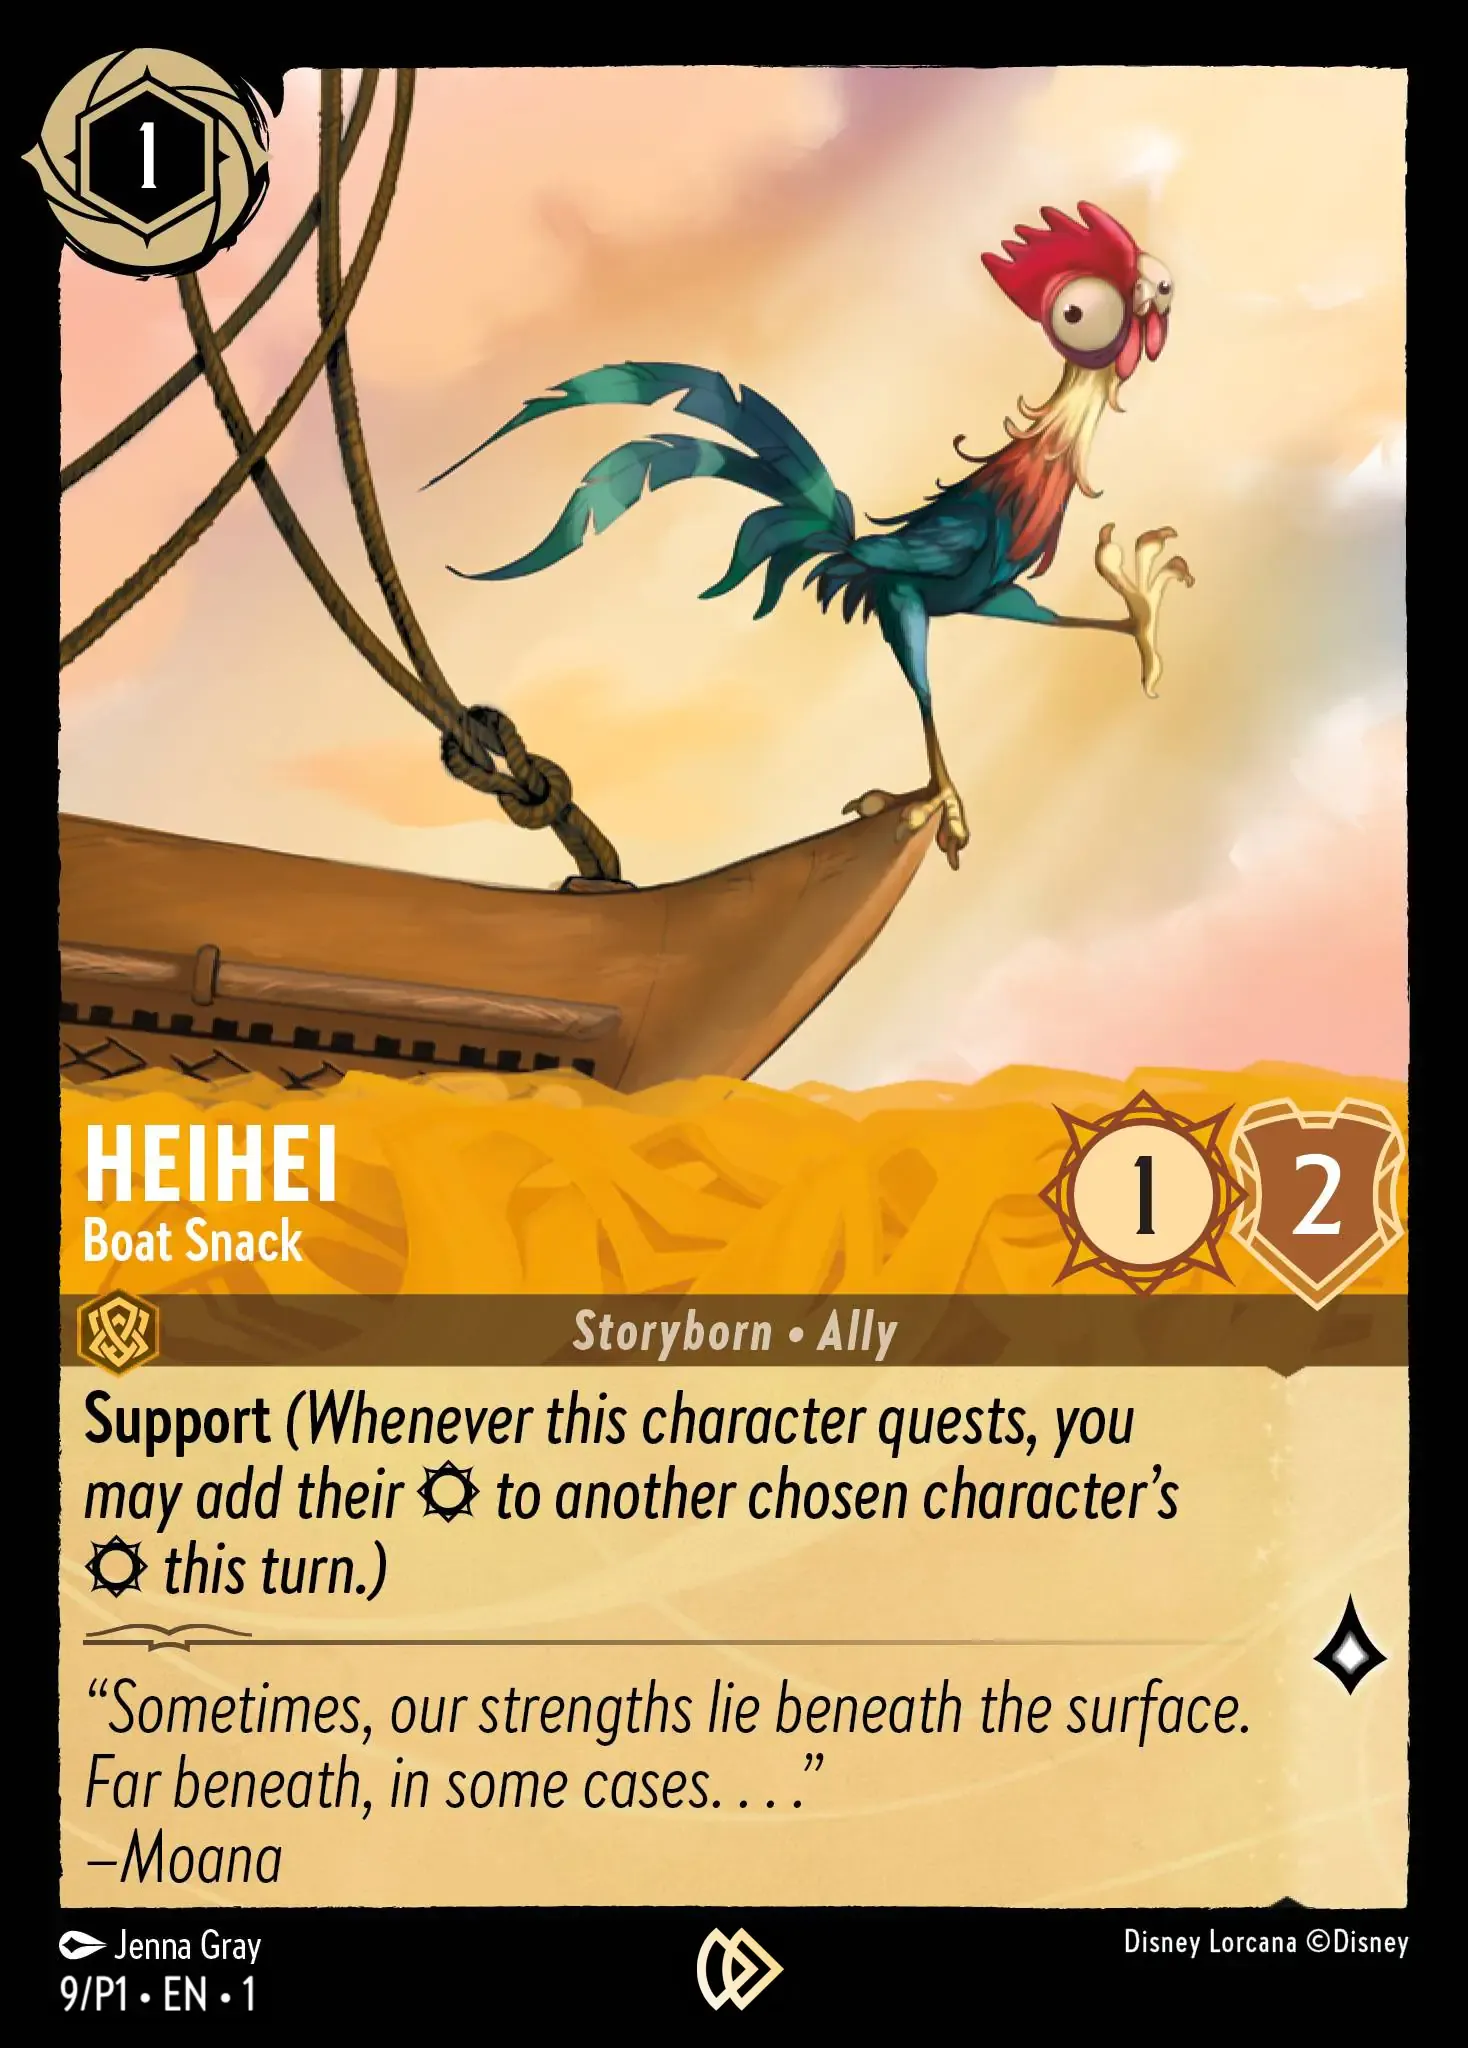 1
HEIHEI
Boat Snack
1
2
Storyborn • Ally
Support (Whenever this character quests, you
may add their to another chosen character’s
this turn.)
“Sometimes, our strengths lie beneath the surface.
Far beneath, in some cases. . . .”
–Moana
Jenna Gray
Disney Lorcana ©Disney
9/P1 • EN • 1